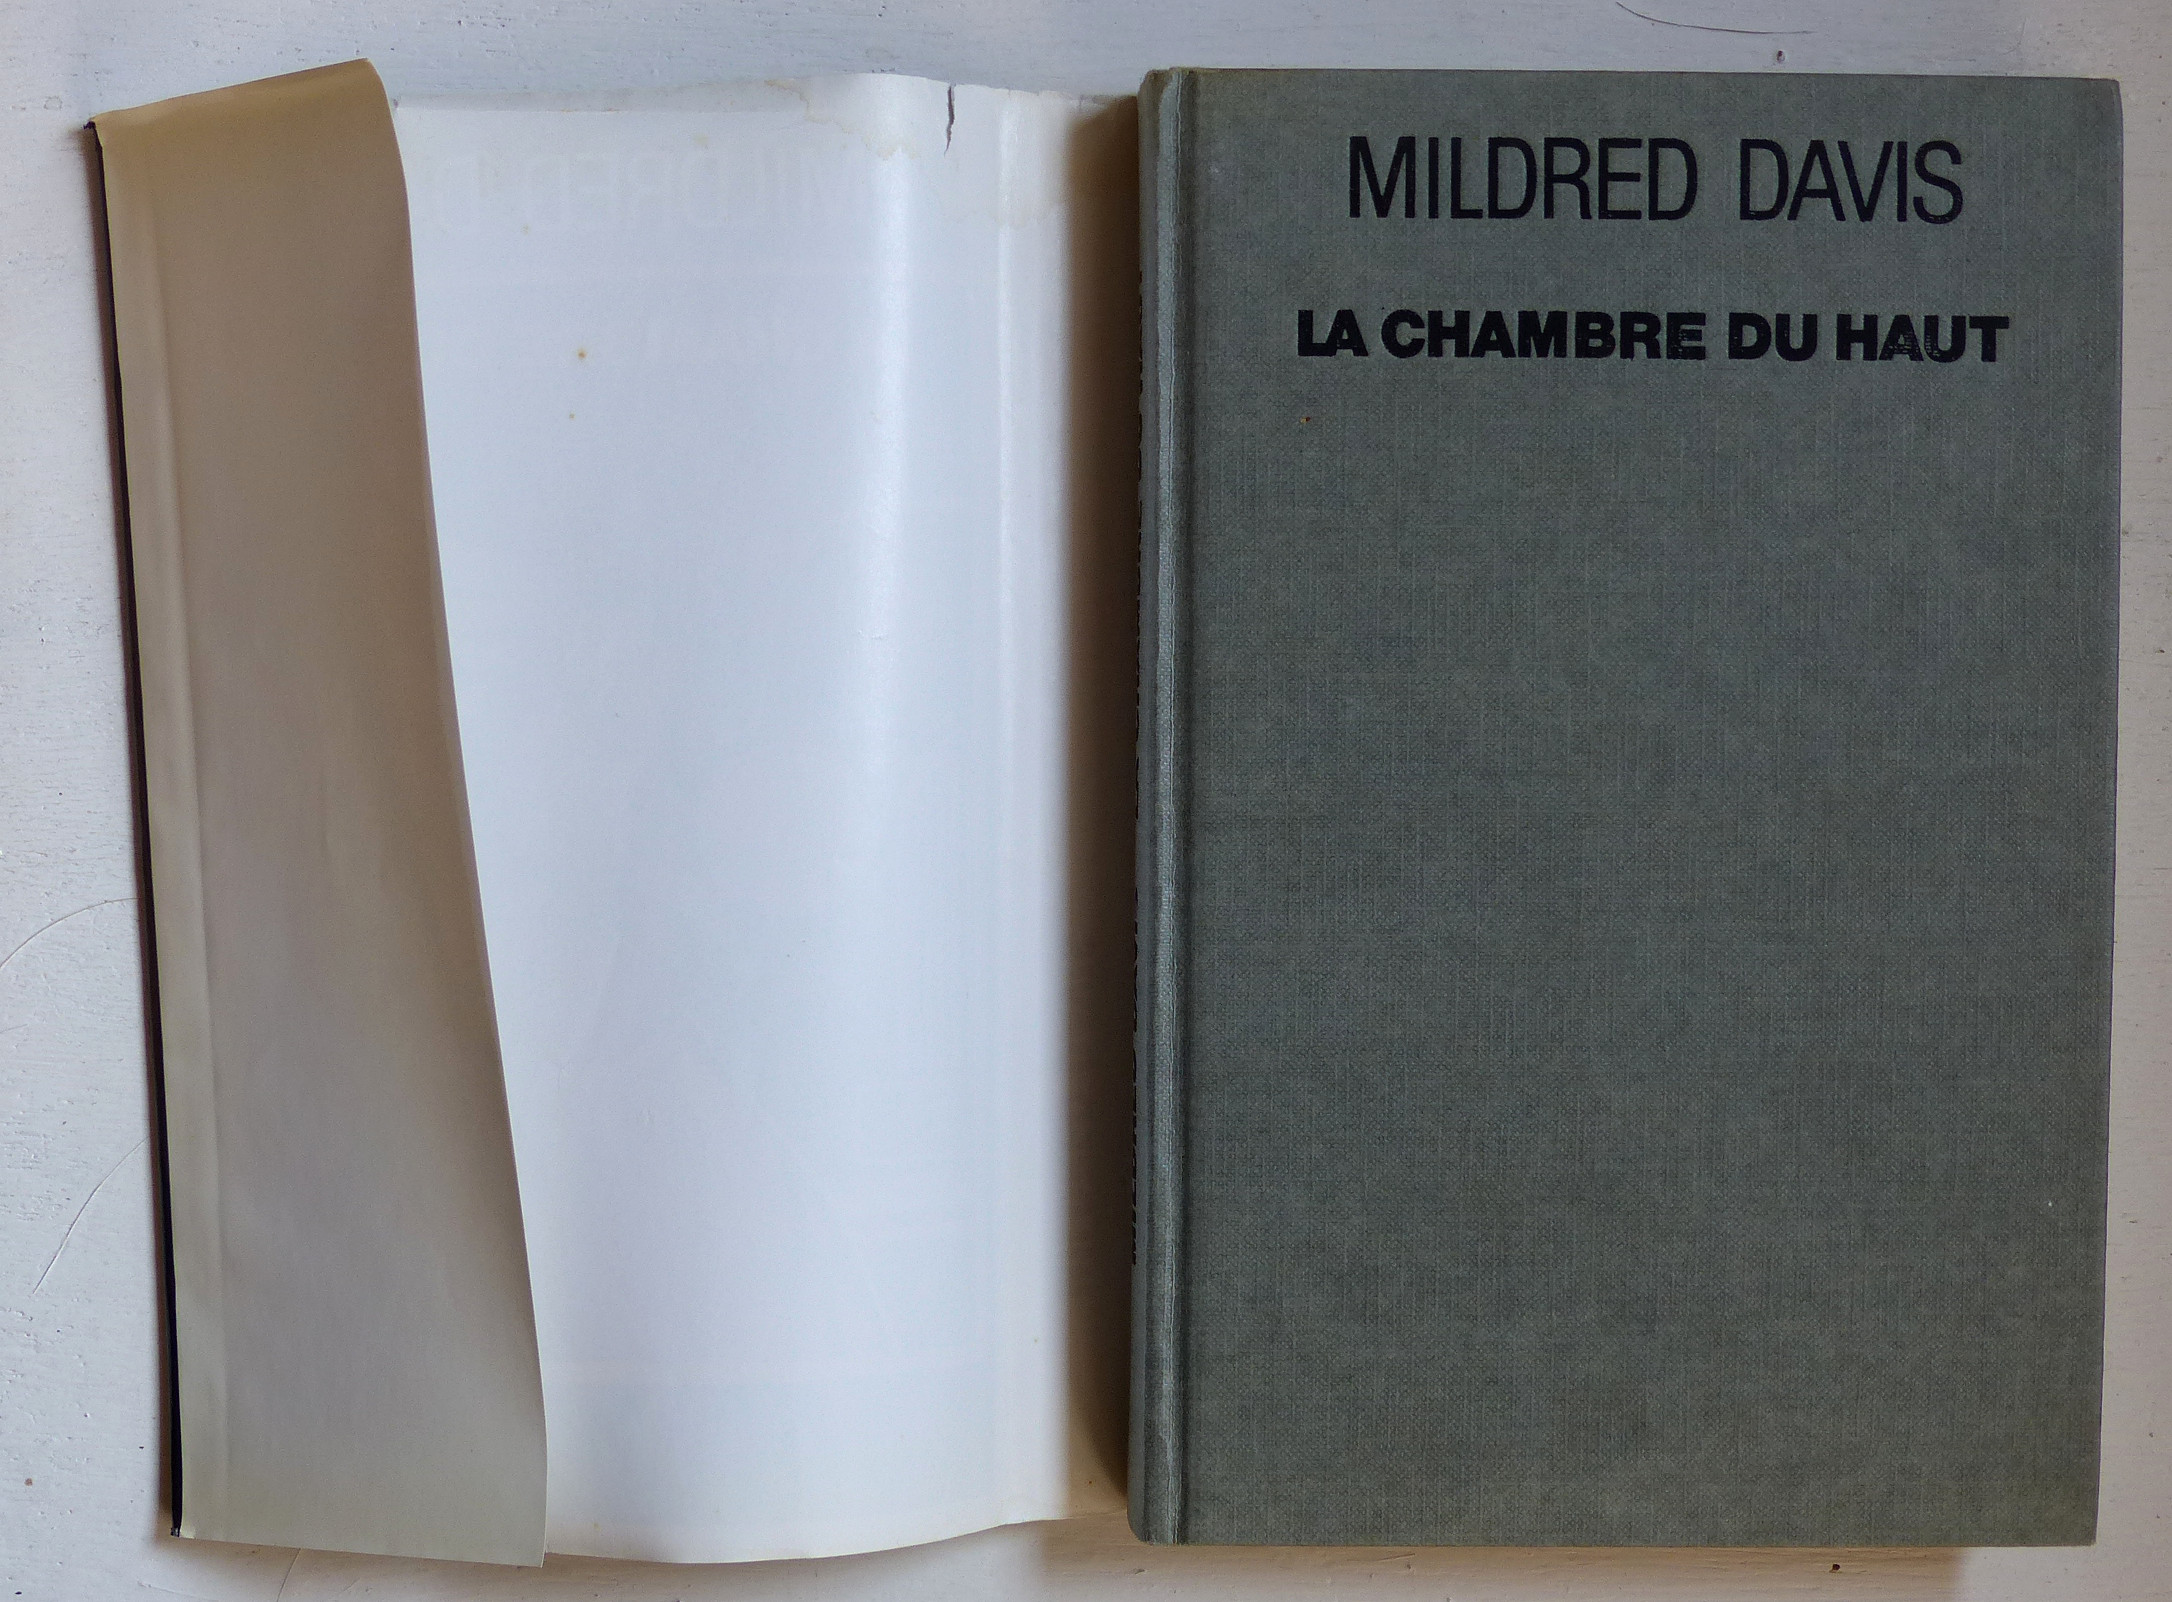 MILDRED DAVIS
LA CHAMBRE DU HAUT